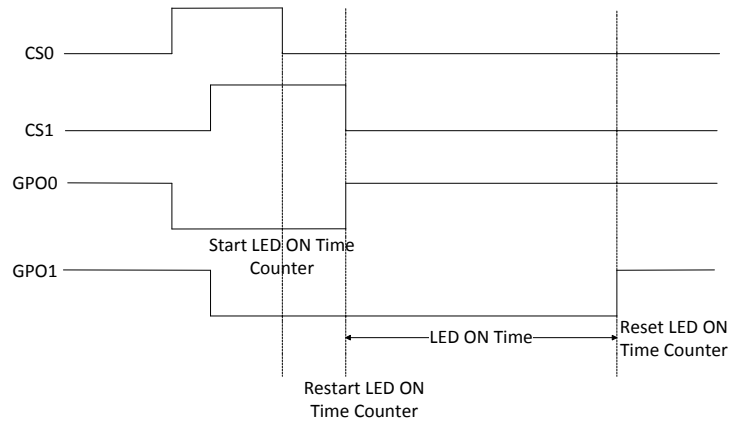 CS0
CS1
GPO0
Start LED ON Time
Counter
GPO1
LED ON Time
Reset LED ON
Time Counter
Restart LED ON
Time Counter